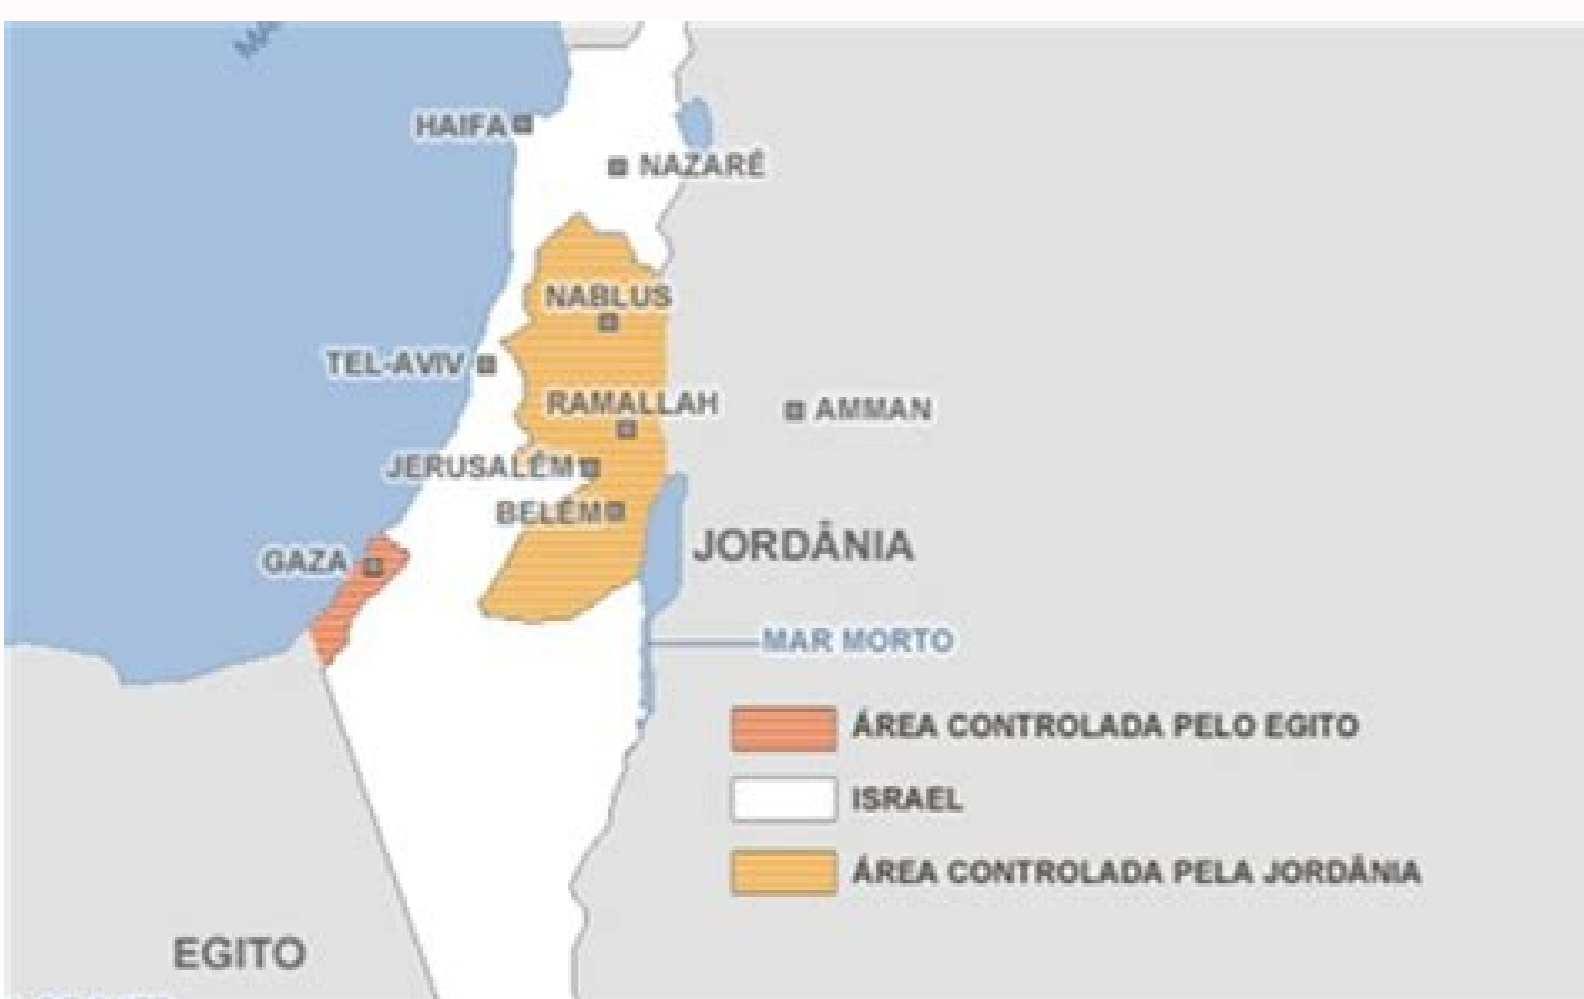 HAIFA
NAZARÉ
NABLUS
TEL-AVIV
RAMALLAH
AMMAN
JERUSALÉM
BELÉM
JORDÂNIA
GAZA
MAR MORTO
ÁREA CONTROLADA PELO EGITO
ISRAEL
ÁREA CONTROLADA PELA JORDÂNIA
EGITO